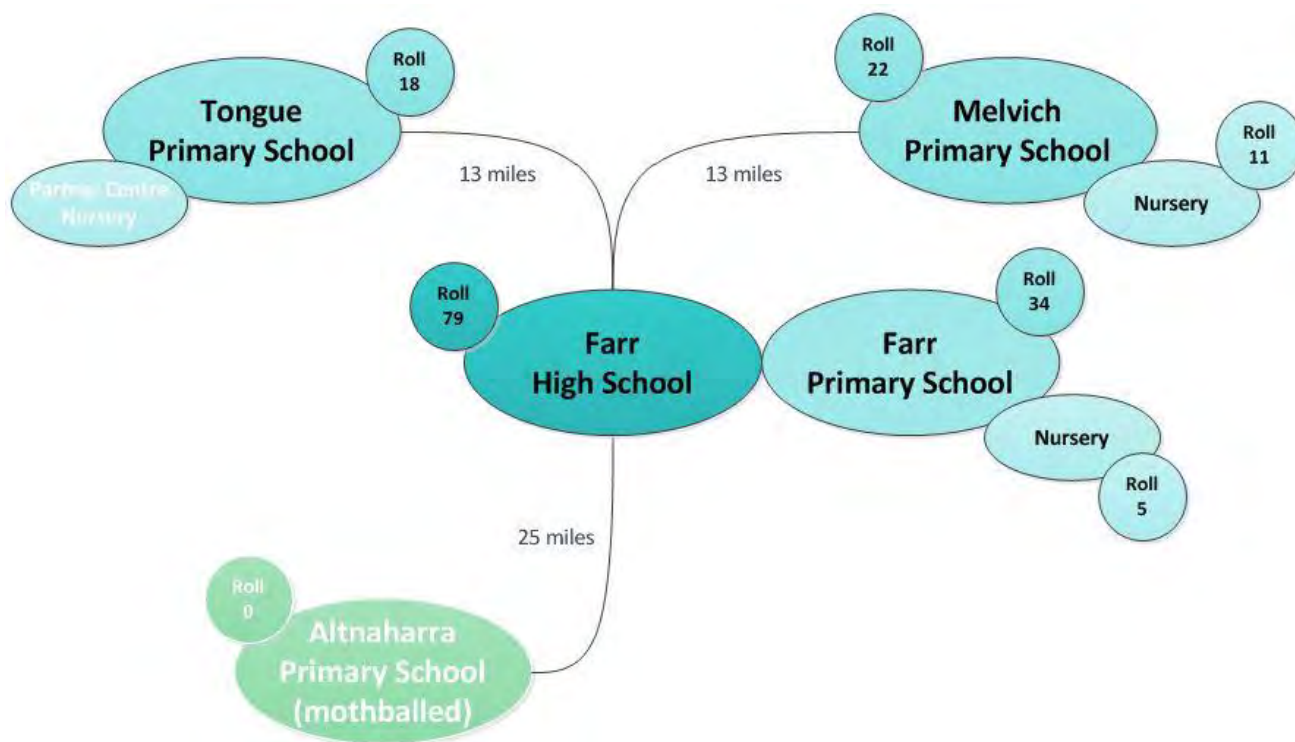 Roll
18
Tongue
Primary School
Partner Centre
Nursery
13 miles
Roll
22
Melvich
Primary School
Roll
11
Nursery
13 miles
Roll
79
Farr
High School
Roll
34
Farr
Primary School
Nursery
Roll
5
25 miles
Roll
0
Altnaharra
Primary School
(mothballed)